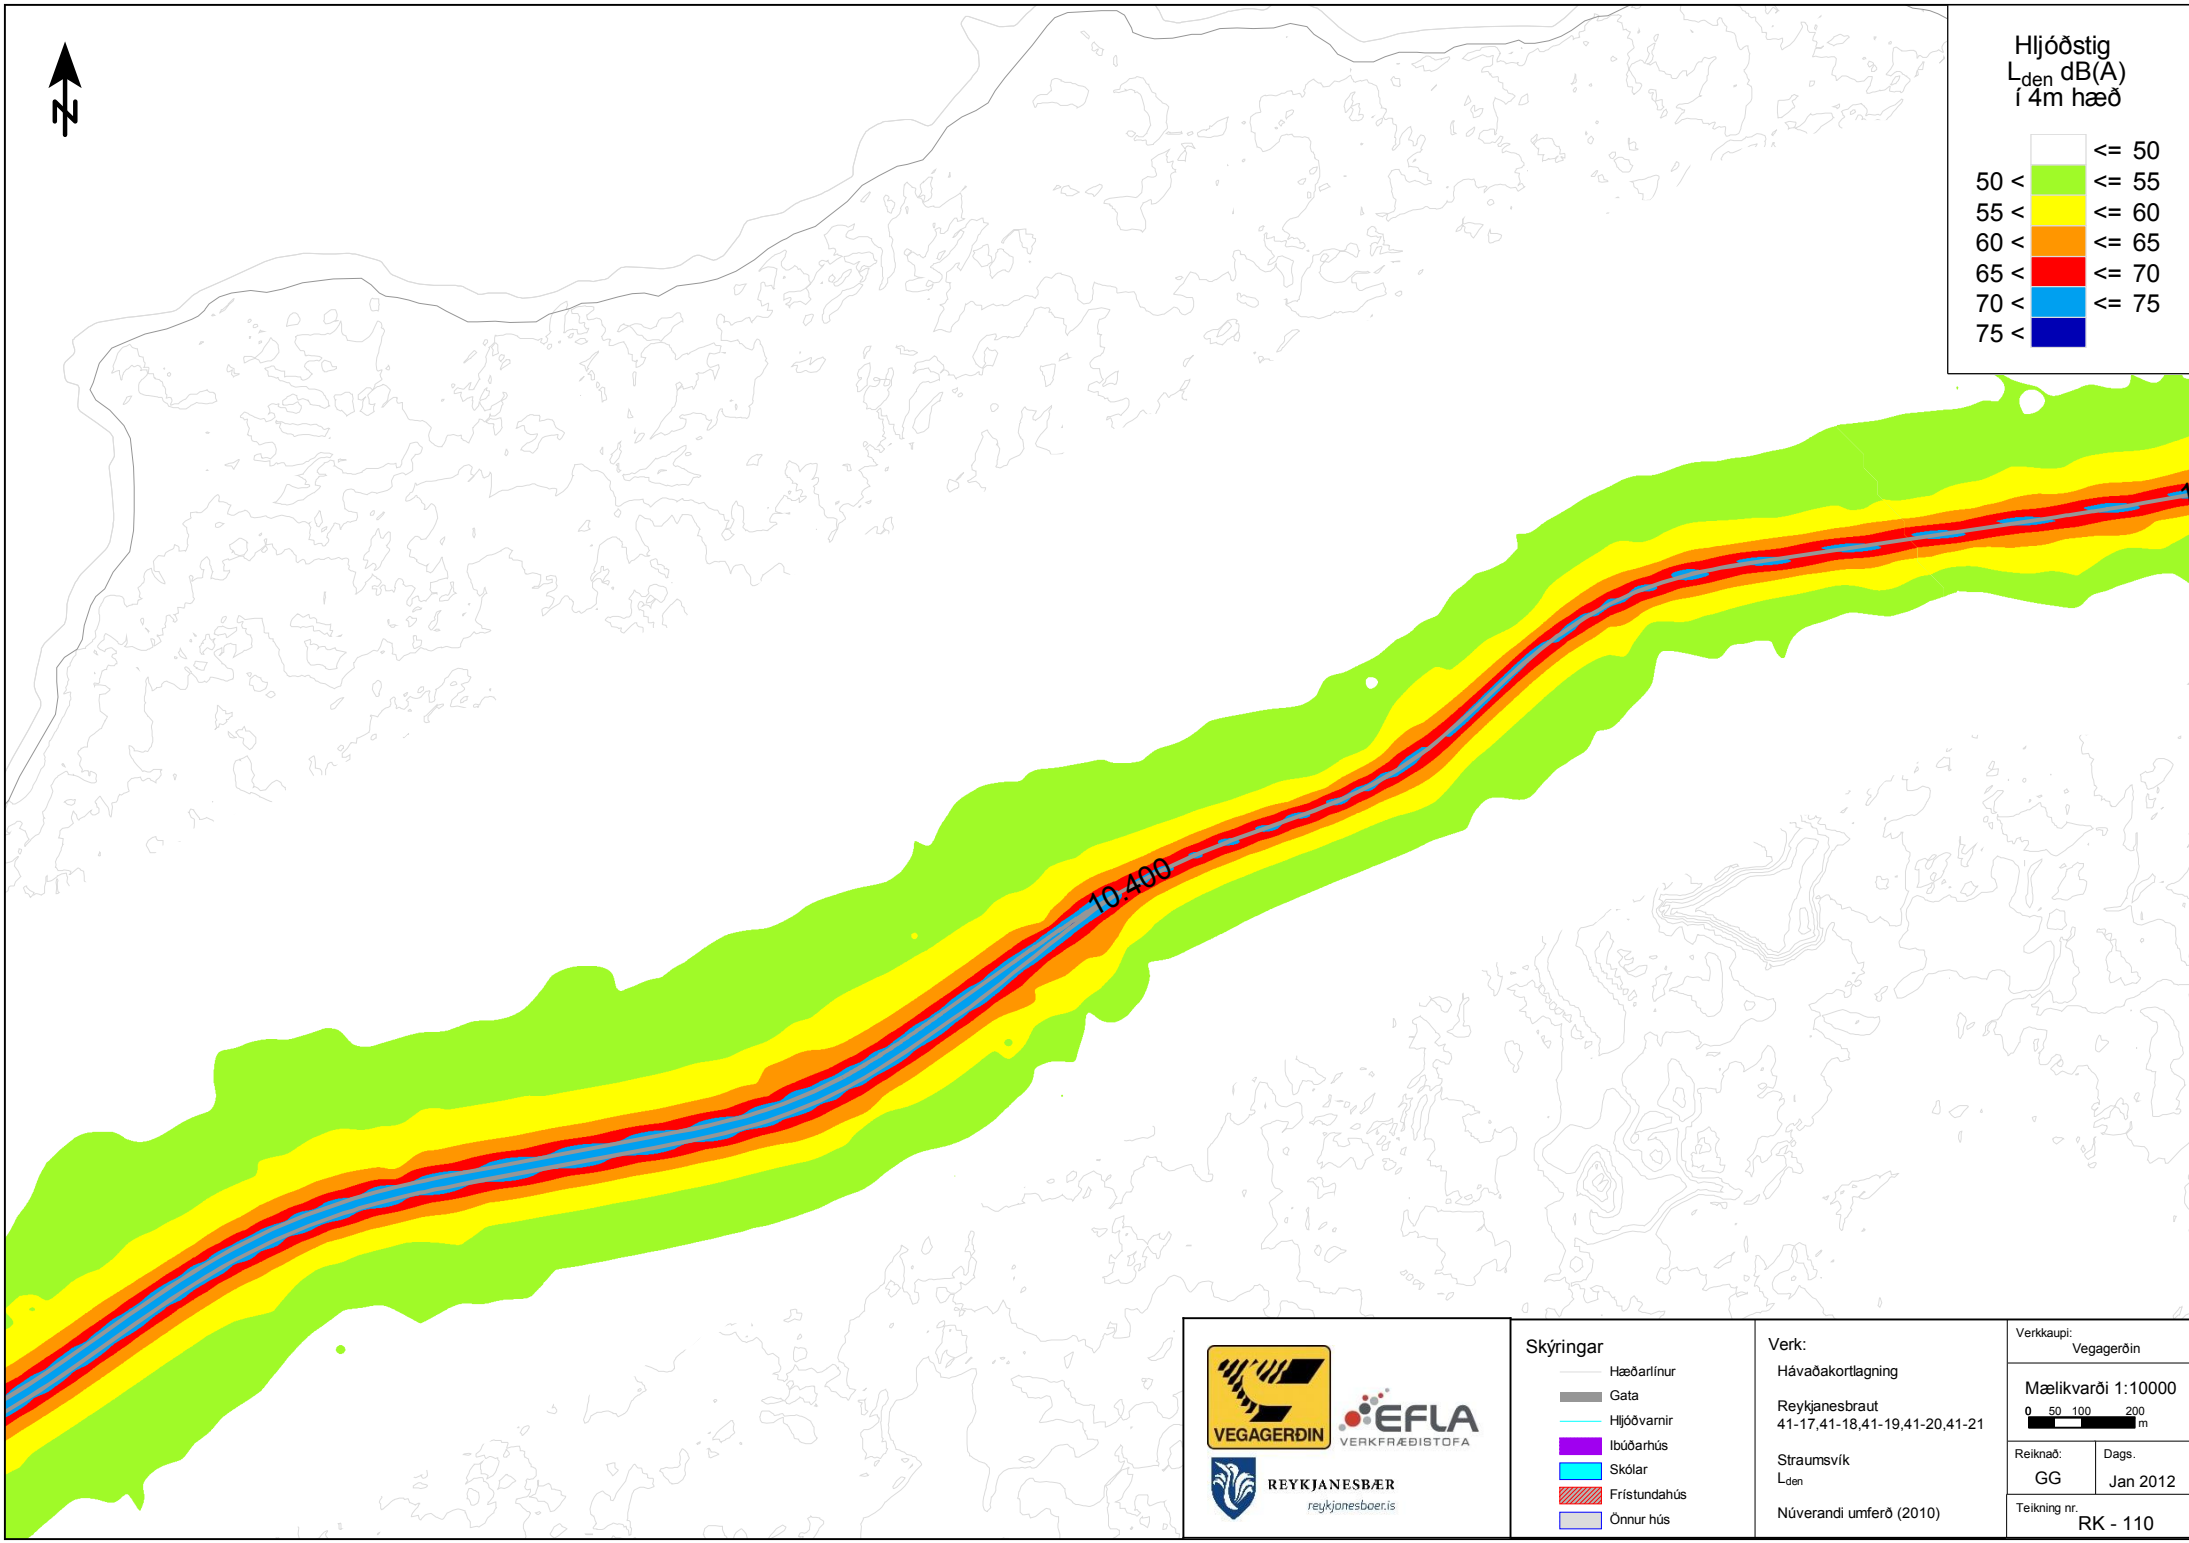 N
Hljóðstig
Lden dB(A)
í 4m hæð
<= 50
50 < <= 55
55 < <= 60
60 < <= 65
65 < <= 70
70 < <= 75
75 <
1
10.400
VEGAGERÐIN
EFLA
VERKFRÆÐISTOFA
REYKJANESBÆR
reykjanesbaer.is
Skýringar
Hæðarlínur
Gata
Hljóðvarnir
Ibúðarhús
Skólar
Frístundahús
Önnur hús
Verk:
Hávaðakortlagning
Reykjanesbraut
41-17,41-18,41-19,41-20,41-21
Straumsvík
Lden
Núverandi umferð (2010)
Verkkaupi:
Vegagerðin
Mælikvarði 1:10000
0 50 100 200
m
Reiknað:
GG
Dags.
Jan 2012
Teikning nr.
RK - 110